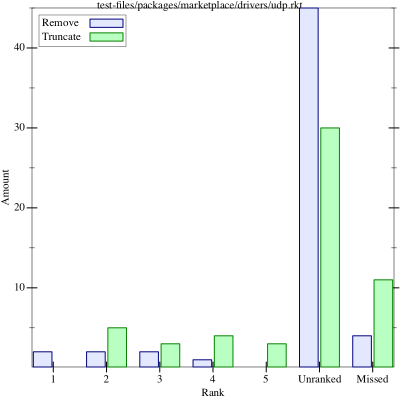 test-files/packages/marketplace/drivers/udp.rkt
Remove
Truncate
40
30
20
10
Amount
1 2 3 4 5 Unranked Missed
Rank